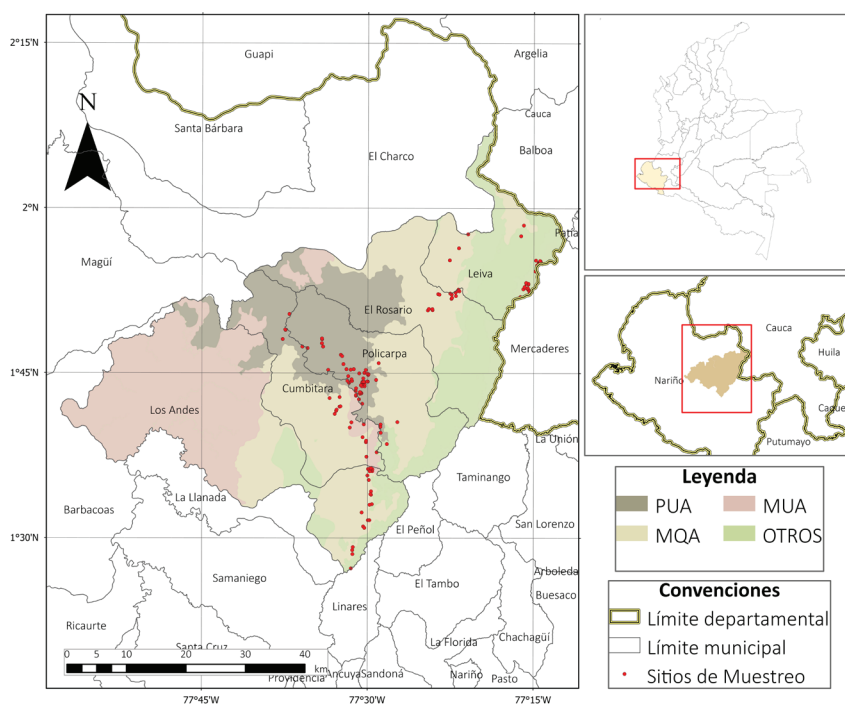 2°15'N
2°N
1°45'N
1°30'N
77°45'W
77°30'W
77°15'W
N
Guapi
Argelia
Santa Bárbara
Cauca
El Charco
Balboa
Magüí
Patía
Leiva
El Rosario
Policarpa
Mercaderes
Cumbitara
Los Andes
La Unión
La Llanada
Taminango
Barbacoas
El Peñol
San Lorenzo
Samaniego
El Tambo
Arboleda
Buesaco
Linares
Ricaurte
Chachagüí
Santa Cruz
La Florida
Providencia
Ancuya
Sandoná
Nariño
Pasto
0 5 10 20 30 40
km
Cauca
Huila
Nariño
Caque
Putumayo
Leyenda
PUA
MUA
MQA
OTROS
Convenciones
Límite departamental
Límite municipal
Sitios de Muestreo